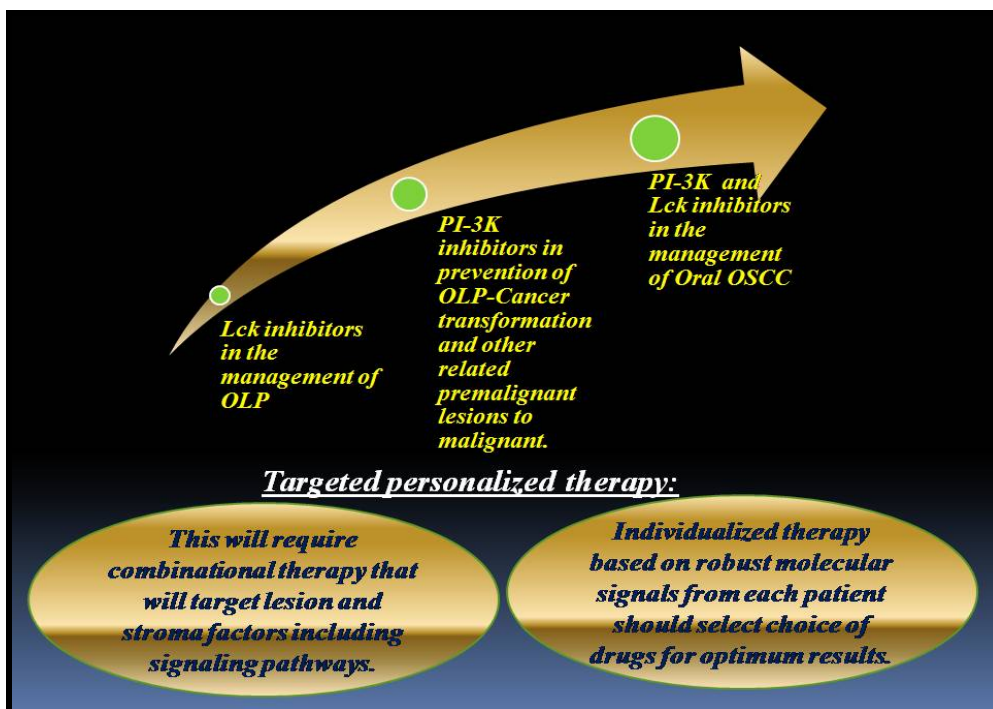 Lck inhibitors
in the
management of
OLP
PI-3K
inhibitors in
prevention of
OLP-Cancer
transformation
and other
related
premalignant
lesions to
malignant.
PI-3K and
Lck inhibitors
in the
management
of Oral OSCC
Targeted personalized therapy:
This will require
combinational therapy that
will target lesion and
stroma factors including
signaling pathways.
Individualized therapy
based on robust molecular
signals from each patient
should select choice of
drugs for optimum results.